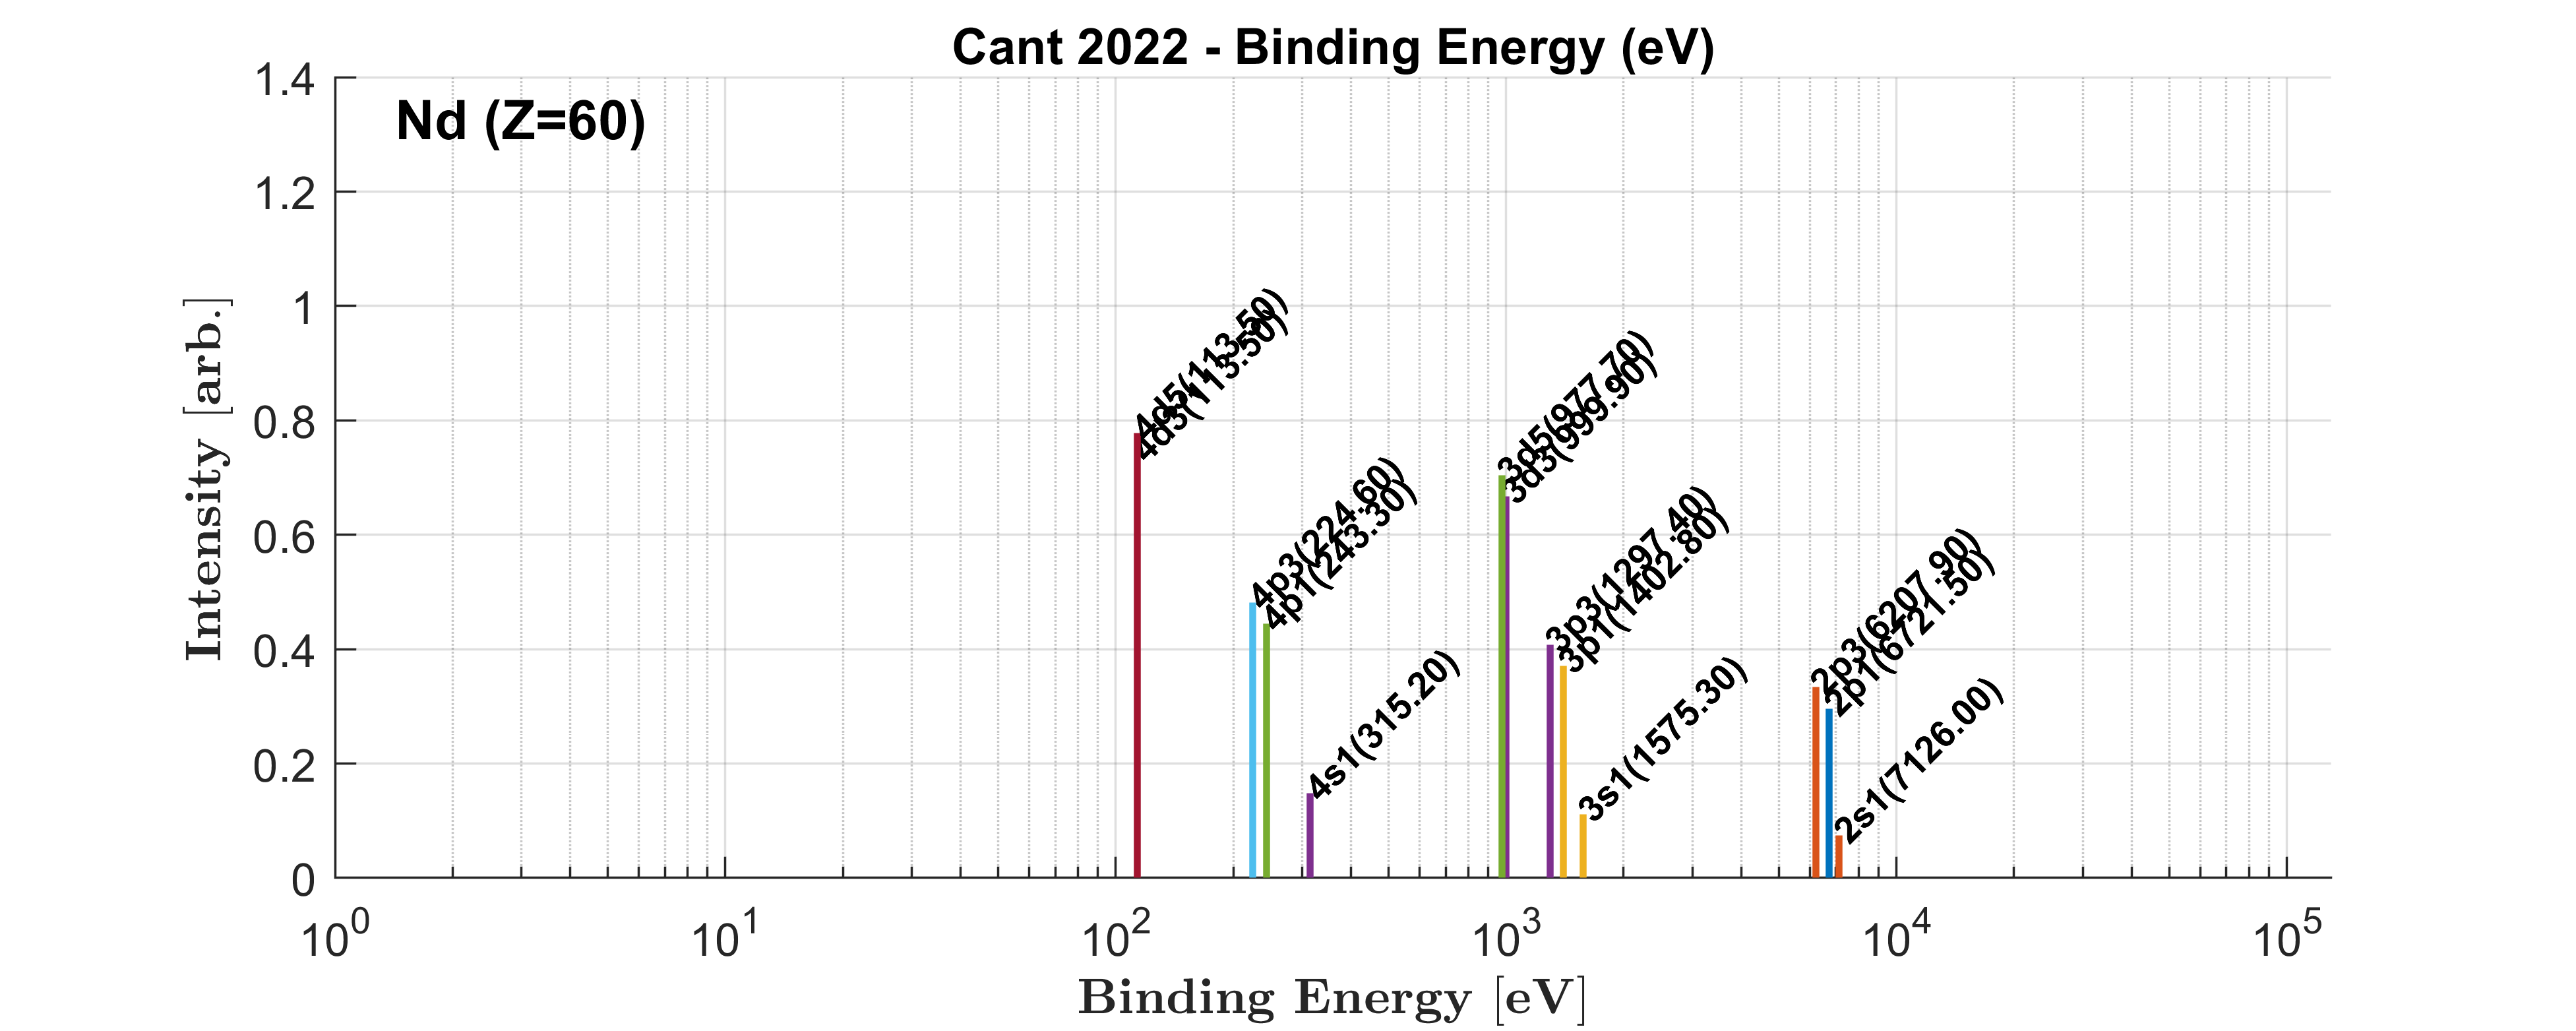 Cant 2022 - Binding Energy (eV)
Nd (Z=60)
Intensity [arb.]
1.4
1.2
1
0.8
0.6
0.4
0.2
0
4d5(113.50)
4d3(113.50)
4p3(224.60)
4p1(243.30)
4s1(315.20)
3d5(977.70)
3d3(999.90)
3p3(1297.40)
3p1(1402.80)
3s1(1575.30)
2p3(6207.90)
2p1(6721.50)
2s1(7126.00)
10^0 10^1 10^2 10^3 10^4 10^5
Binding Energy [eV]